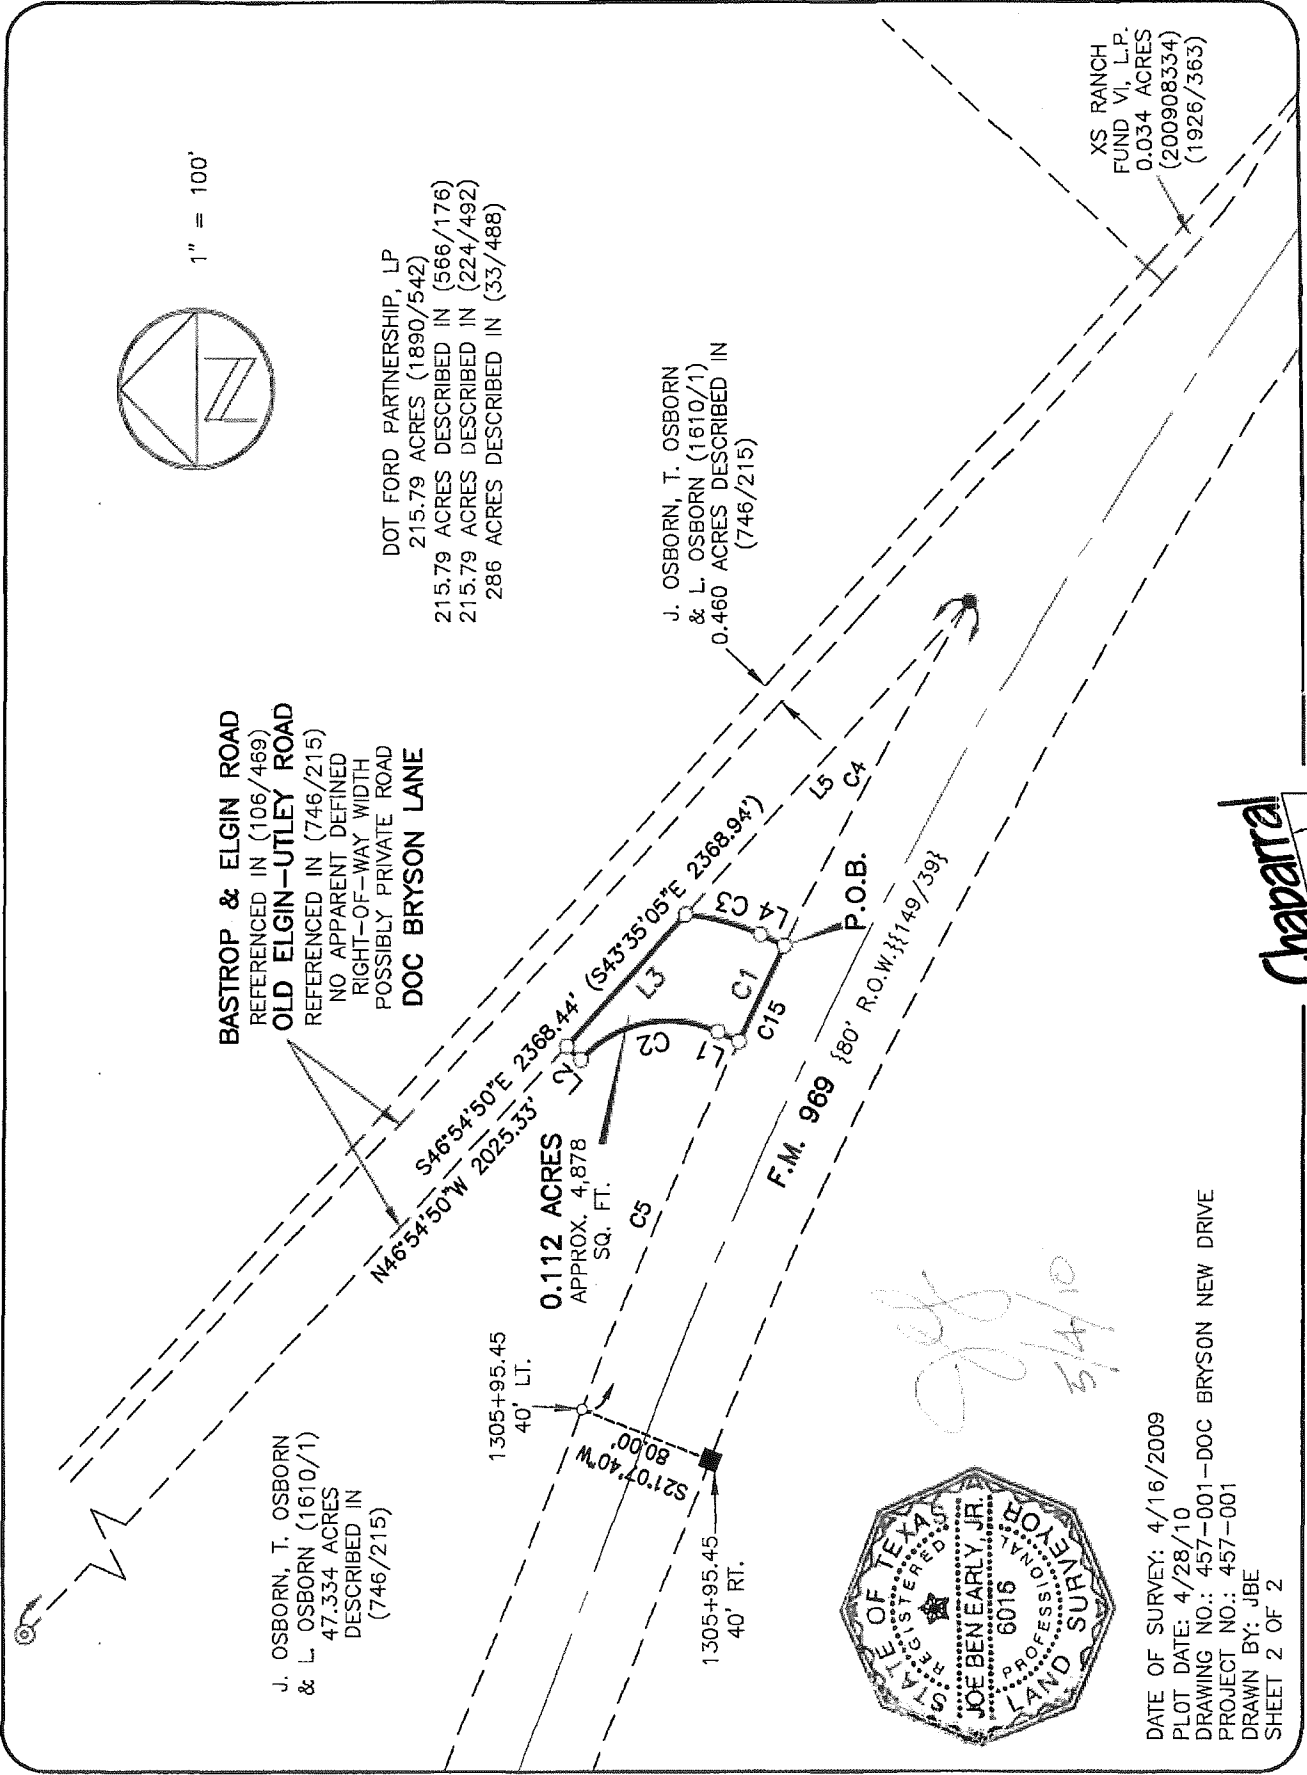 1" = 100'
N
DOT FORD PARTNERSHIP, LP
215.79 ACRES (1890/542)
215.79 ACRES DESCRIBED IN (566/176)
215.79 ACRES DESCRIBED IN (224/492)
286 ACRES DESCRIBED IN (33/488)
XS RANCH
FUND VI, L.P.
0.034 ACRES
(200908334)
(1926/363)
BASTROP & ELGIN ROAD
REFERENCED IN (106/469)
OLD ELGIN-UTLEY ROAD
REFERENCED IN (746/215)
NO APPARENT DEFINED
RIGHT-OF-WAY WIDTH
POSSIBLY PRIVATE ROAD
DOC BRYSON LANE
J. OSBORN, T. OSBORN
& L. OSBORN (1610/1)
0.460 ACRES DESCRIBED IN
(746/215)
J. OSBORN, T. OSBORN
& L. OSBORN (1610/1)
47.334 ACRES
DESCRIBED IN
(746/215)
S46°54'50"E 2368.44' (S43°35'05"E 2368.94')
N46°54'50"W 2025.33'
L2
L3
C2
C3
L1
L4
C1
C15
L5
C4
P.O.B.
0.112 ACRES
APPROX. 4,878
SQ. FT.
C5
F.M. 969 {80' R.O.W.}{149/39}
1305+95.45
40' LT.
S21°07'40"W
80.00'
1305+95.45
40' RT.
5/4/10
STATE OF TEXAS
REGISTERED
JOE BEN EARLY, JR.
6016
PROFESSIONAL
LAND SURVEYOR
DATE OF SURVEY: 4/16/2009
PLOT DATE: 4/28/10
DRAWING NO.: 457-001-DOC BRYSON NEW DRIVE
PROJECT NO.: 457-001
DRAWN BY: JBE
SHEET 2 OF 2
Chaparral